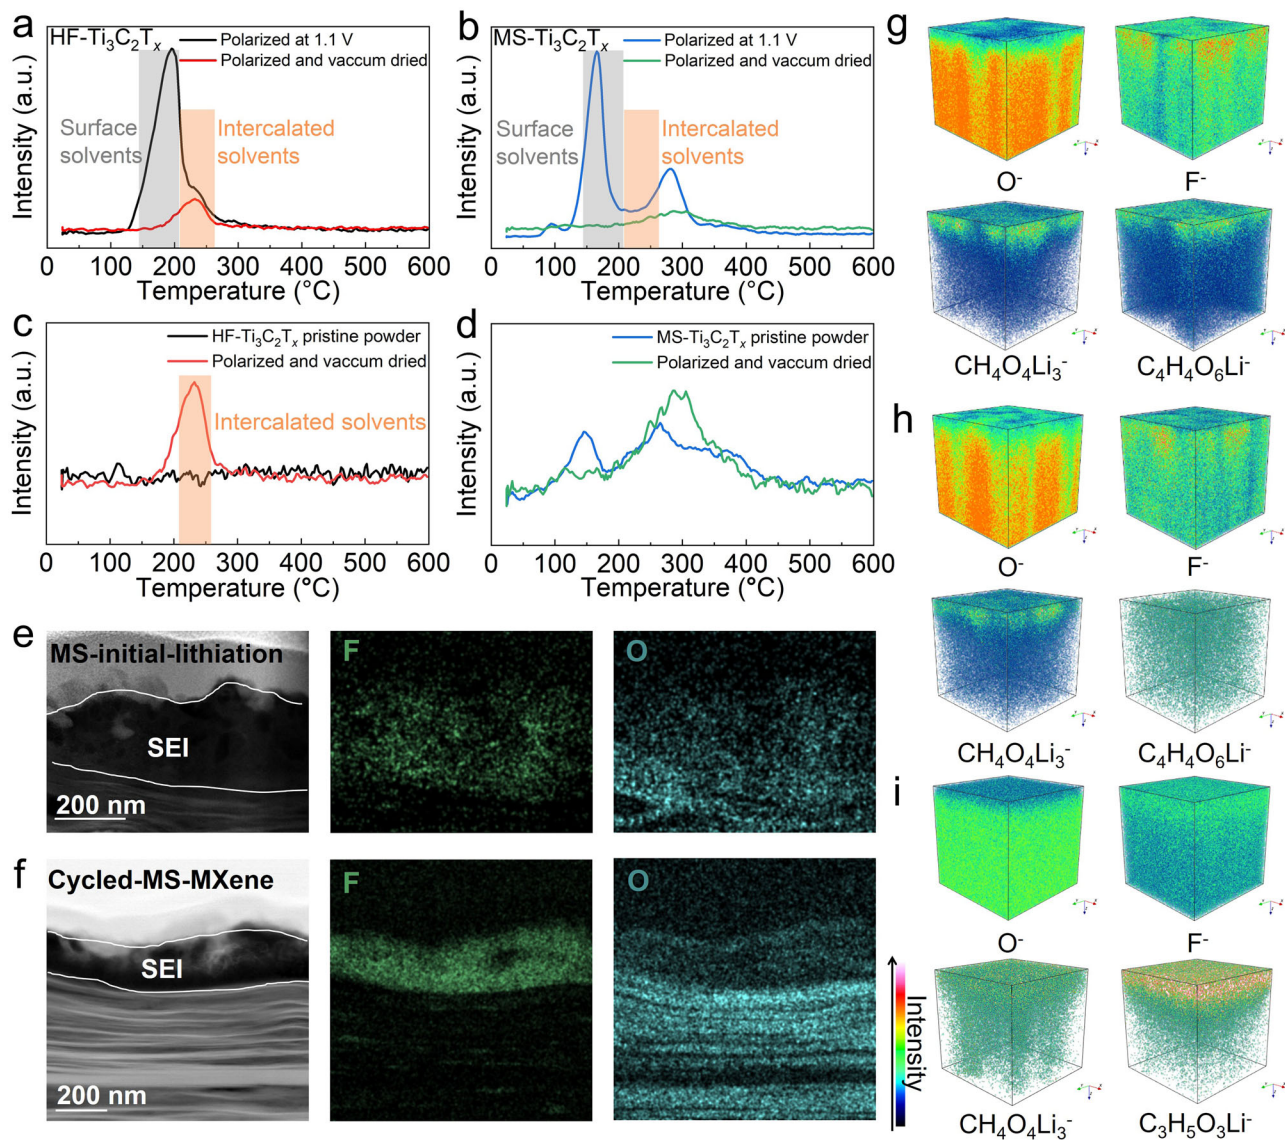 a
HF-Ti₃C₂Tₓ
Polarized at 1.1 V
Polarized and vaccum dried
Surface
solvents
Intercalated
solvents
Intensity (a.u.)
0 100 200 300 400 500 600
Temperature (°C)
b
MS-Ti₃C₂Tₓ
Polarized at 1.1 V
Polarized and vaccum dried
Surface
solvents
Intercalated
solvents
Intensity (a.u.)
0 100 200 300 400 500 600
Temperature (°C)
c
HF-Ti₃C₂Tₓ pristine powder
Polarized and vaccum dried
Intercalated solvents
Intensity (a.u.)
0 100 200 300 400 500 600
Temperature (°C)
d
MS-Ti₃C₂Tₓ pristine powder
Polarized and vaccum dried
Intensity (a.u.)
0 100 200 300 400 500 600
Temperature (°C)
e
MS-initial-lithiation
SEI
200 nm
F
O
f
Cycled-MS-MXene
SEI
200 nm
F
O
g
O⁻
F⁻
CH₄O₄Li₃⁻
C₄H₄O₆Li⁻
h
O⁻
F⁻
CH₄O₄Li₃⁻
C₄H₄O₆Li⁻
i
O⁻
F⁻
Intensity
CH₄O₄Li₃⁻
C₃H₅O₃Li⁻